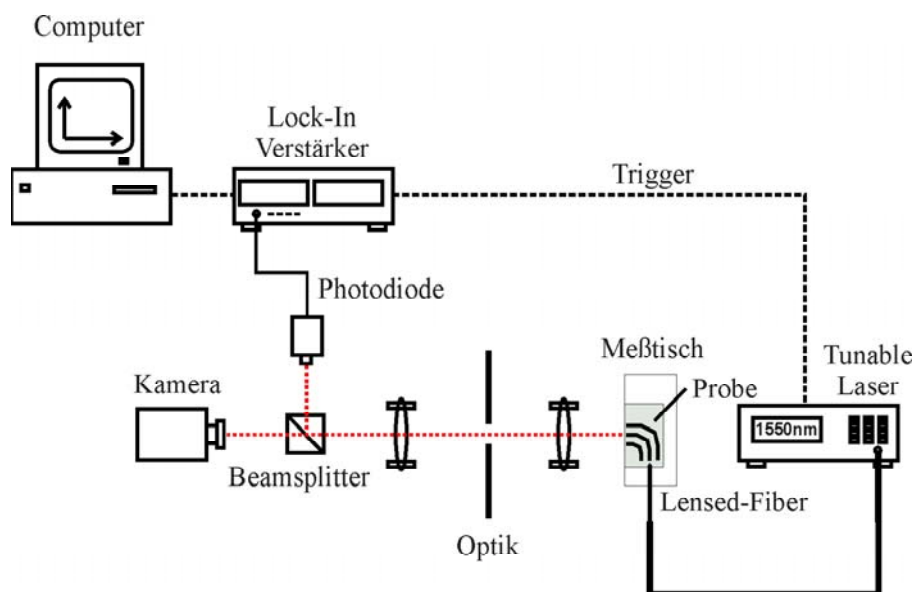 Computer
Lock-In
Verstärker
Trigger
Photodiode
Meßtisch
Tunable
Laser
Kamera
Probe
1550nm
Beamsplitter
Lensed-Fiber
Optik